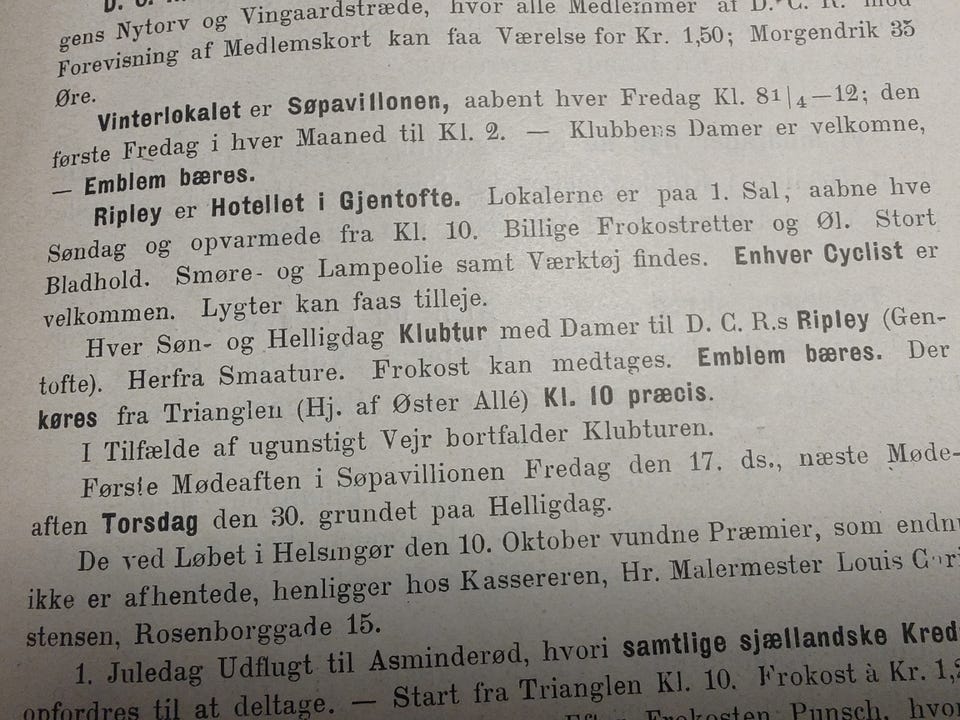 gens Nytorv og Vingaardstræde, hvor alle Medlemmer af D. C. R. mod
Forevisning af Medlemskort kan faa Værelse for Kr. 1,50; Morgendrik 35
Øre.
Vinterlokalet er Søpavillonen, aabent hver Fredag Kl. 81|4—12; den
første Fredag i hver Maaned til Kl. 2. — Klubbens Damer er velkomne,
— Emblem bæres.
Ripley er Hotellet i Gjentofte. Lokalerne er paa 1. Sal, aabne hve
Søndag og opvarmede fra Kl. 10. Billige Frokostretter og Øl. Stort
Bladhold. Smøre- og Lampeolie samt Værktøj findes. Enhver Cyclist er
velkommen. Lygter kan faas tilleje.
Hver Søn- og Helligdag Klubtur med Damer til D. C. R.s Ripley (Gen-
tofte). Herfra Smaature. Frokost kan medtages. Emblem bæres. Der
køres fra Trianglen (Hj. af Øster Allé) Kl. 10 præcis.
I Tilfælde af ugunstigt Vejr bortfalder Klubturen.
Første Mødeaften i Søpavillionen Fredag den 17. ds., næste Møde-
aften Torsdag den 30. grundet paa Helligdag.
De ved Løbet i Helsingør den 10. Oktober vundne Præmier, som endnu
ikke er afhentede, henligger hos Kassereren, Hr. Malermester Louis
stensen, Rosenborggade 15.
1. Juledag Udflugt til Asminderød, hvori samtlige sjællandske Kred
opfordres til at deltage. — Start fra Trianglen Kl. 10. Frokost à Kr. 1,
Efter Frokosten Punsch, hvor